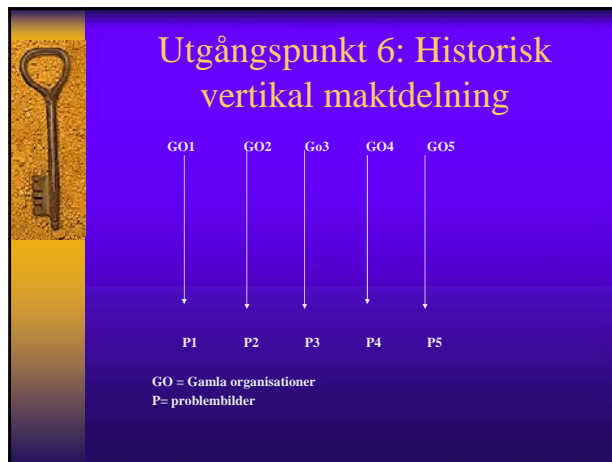 Utgångspunkt 6: Historisk
vertikal maktdelning
GO1 GO2 Go3 GO4 GO5
P1 P2 P3 P4 P5
GO = Gamla organisationer
P= problembilder